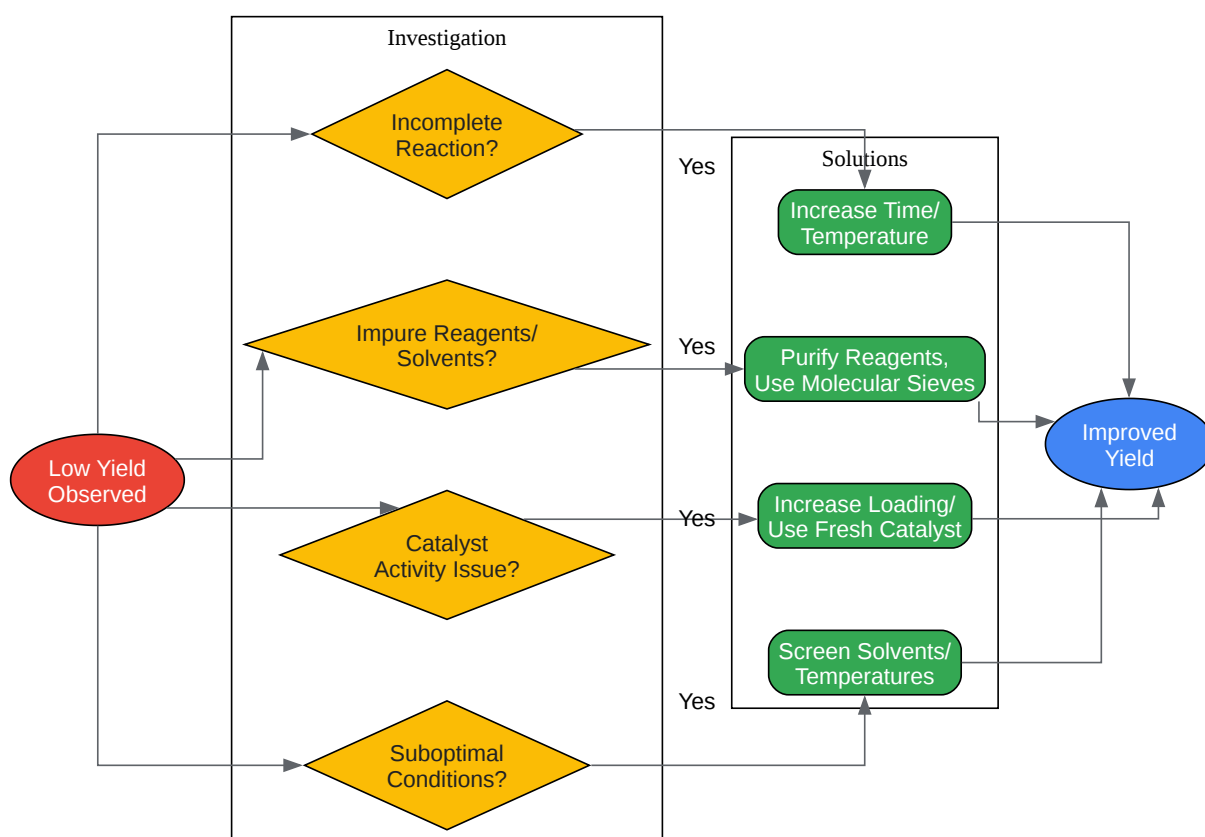 Investigation
Incomplete
Reaction?
Yes
Solutions
Increase Time/
Temperature
Impure Reagents/
Solvents?
Yes
Purify Reagents,
Use Molecular Sieves
Improved
Yield
Low Yield
Observed
Catalyst
Activity Issue?
Yes
Increase Loading/
Use Fresh Catalyst
Screen Solvents/
Temperatures
Yes
Suboptimal
Conditions?